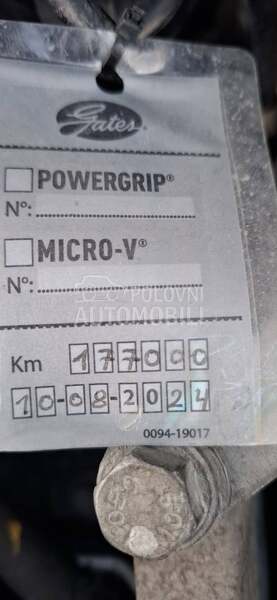 Gates
POWERGRIP®
Nº:
MICRO-V®
Nº:
POLOVNI
AUTOMOBILI
Km 177000
10-08-2024
0094-19017